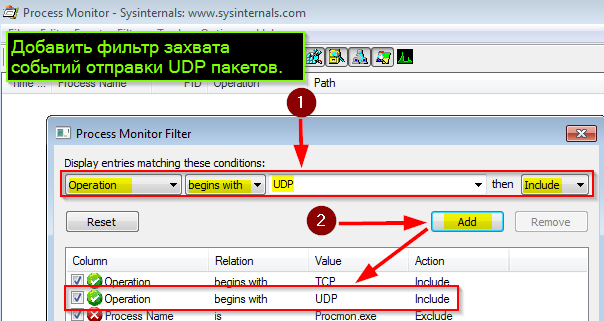 Process Monitor - Sysinternals: www.sysinternals.com
Добавить фильтр захвата
событий отправки UDP пакетов.
Time ... Process Name PID Operation Path
1
Process Monitor Filter
Display entries matching these conditions:
Operation begins with UDP then Include
Reset 2 Add Remove
Column Relation Value Action
Operation begins with TCP Include
Operation begins with UDP Include
Process Name is Procmon.exe Exclude